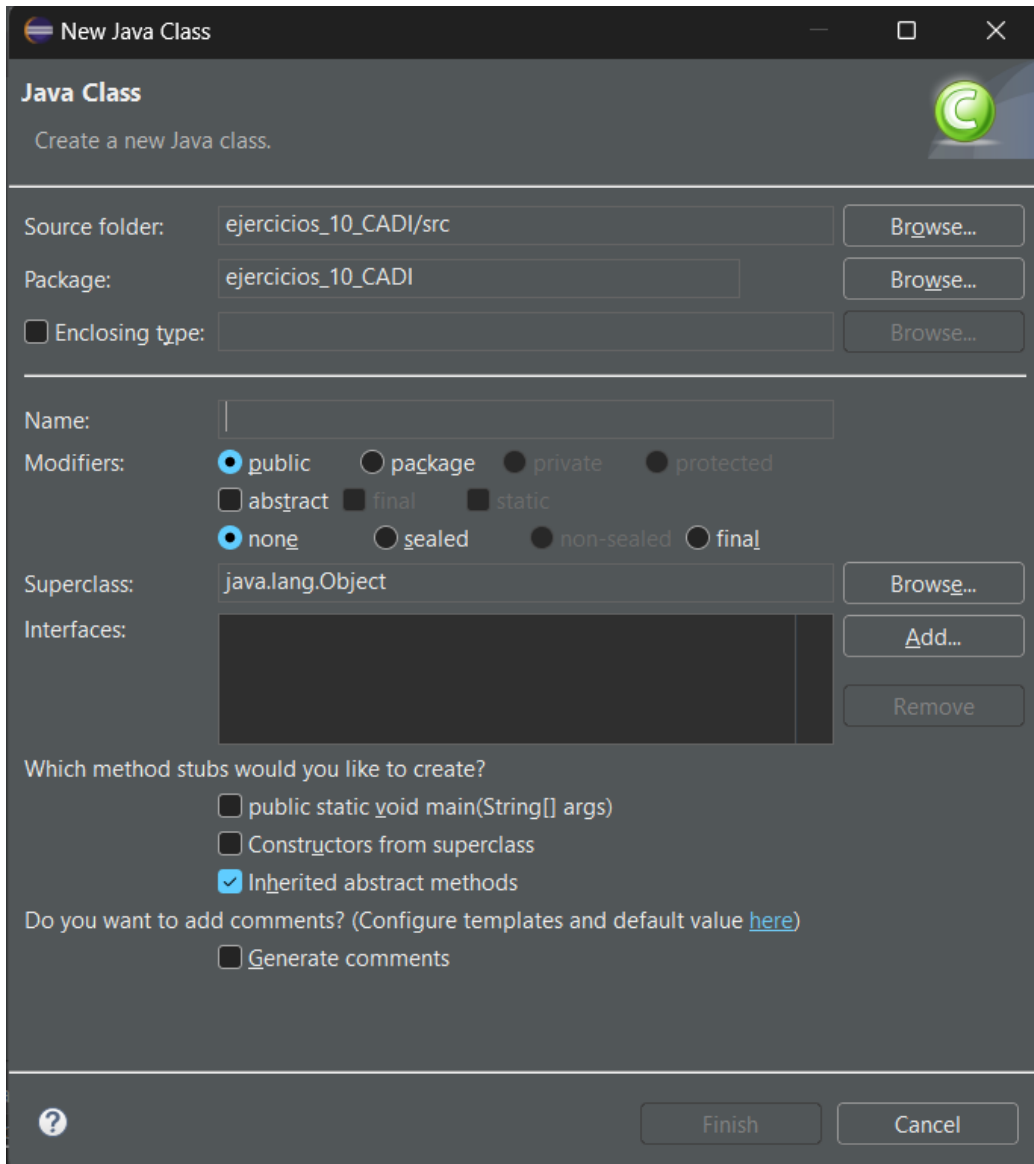 New Java Class
Java Class
Create a new Java class.
Source folder: ejercicios_10_CADI/src Browse...
Package: ejercicios_10_CADI Browse...
Enclosing type: Browse...
Name:
Modifiers: public package private protected
abstract final static
none sealed non-sealed final
Superclass: java.lang.Object Browse...
Interfaces: Add...
Remove
Which method stubs would you like to create?
public static void main(String[] args)
Constructors from superclass
Inherited abstract methods
Do you want to add comments? (Configure templates and default value here)
Generate comments
? Finish Cancel